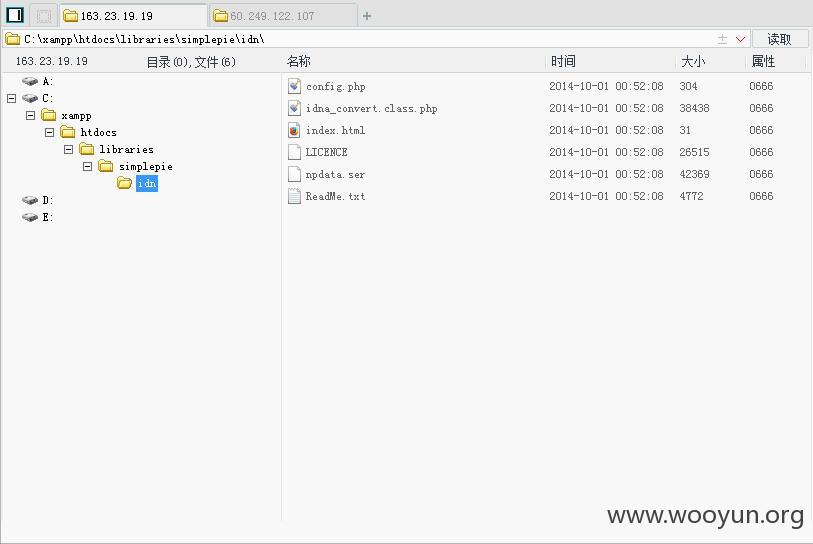 163.23.19.19 60.249.122.107
C:\xampp\htdocs\libraries\simplepie\idn\ 读取
163.23.19.19 目录(0),文件(6) 名称 时间 大小 属性
A:
C:
xampp
htdocs
libraries
simplepie
idn
D:
E:
config.php 2014-10-01 00:52:08 304 0666
idna_convert.class.php 2014-10-01 00:52:08 38438 0666
index.html 2014-10-01 00:52:08 31 0666
LICENCE 2014-10-01 00:52:08 26515 0666
npdata.ser 2014-10-01 00:52:08 42369 0666
ReadMe.txt 2014-10-01 00:52:08 4772 0666
www.wooyun.org